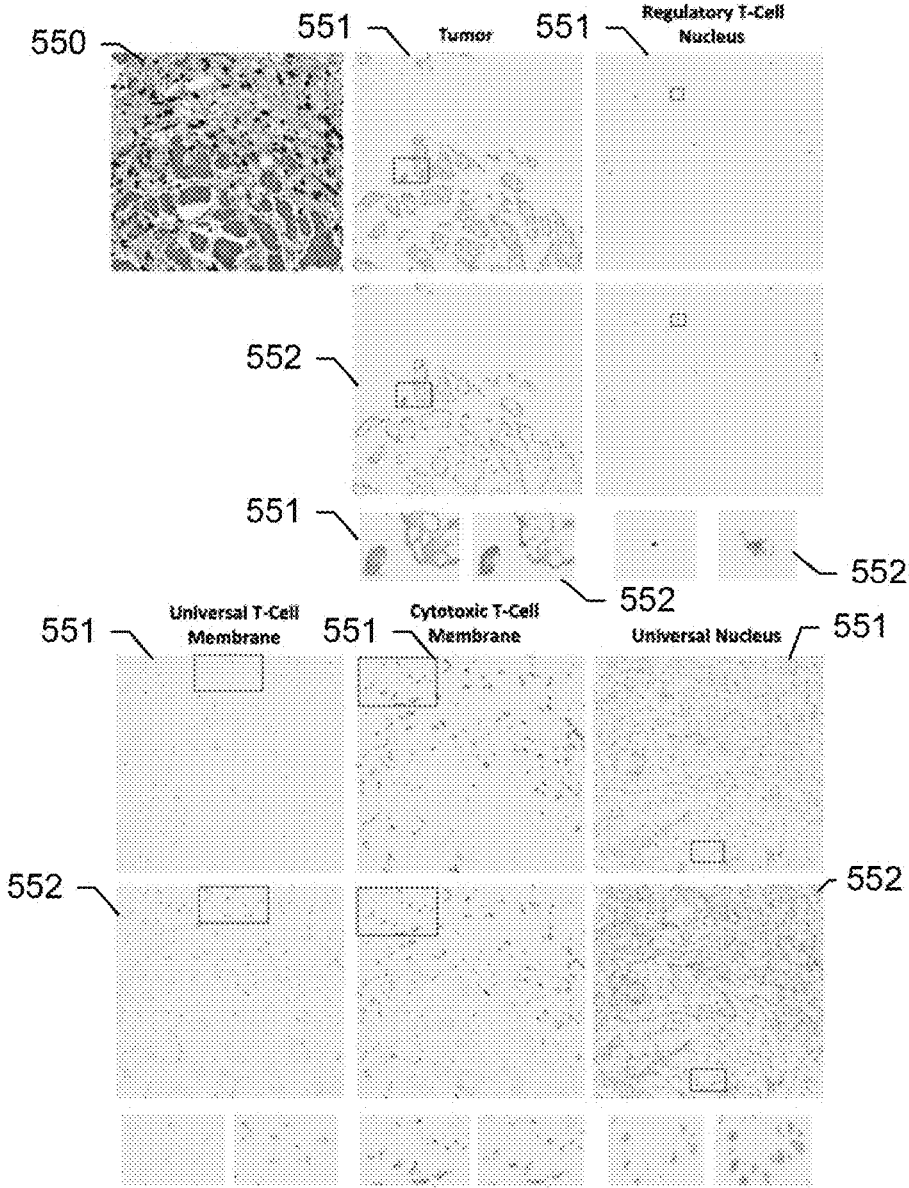 550
551
Tumor
551
Regulatory T-Cell
Nucleus
552
551
552
552
551
Universal T-Cell
Membrane
551
Cytotoxic T-Cell
Membrane
Universal Nucleus
551
552
552